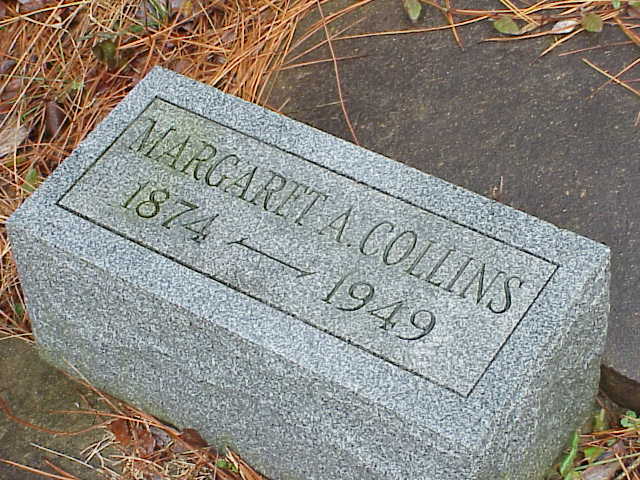 MARGARET A. COLLINS
1874 — 1949